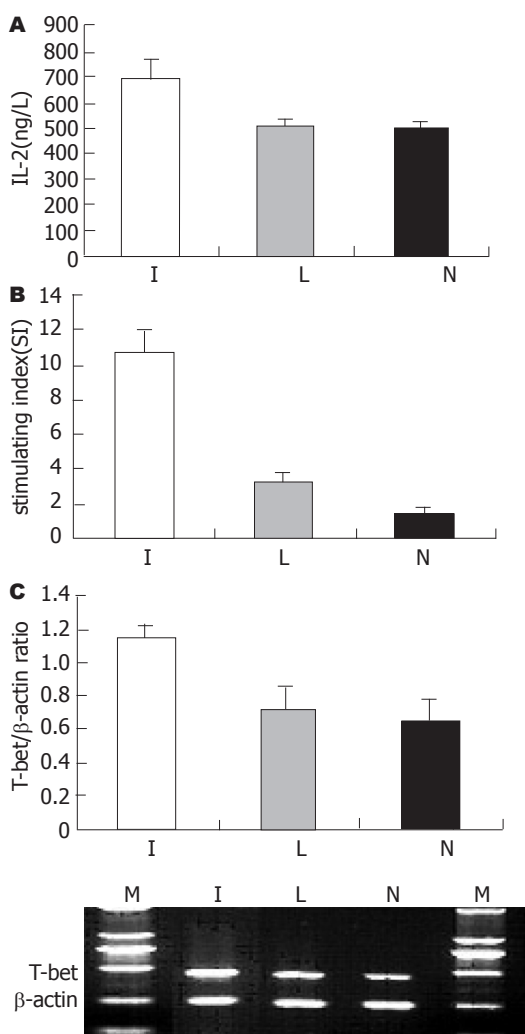 A
IL-2(ng/L)
900
800
700
600
500
400
300
200
100
0
I L N
B
stimulating index(SI)
14
12
10
8
6
4
2
0
I L N
C
T-bet/β-actin ratio
1.4
1.2
1.0
0.8
0.6
0.4
0.2
0
I L N
M I L N M
T-bet
β-actin